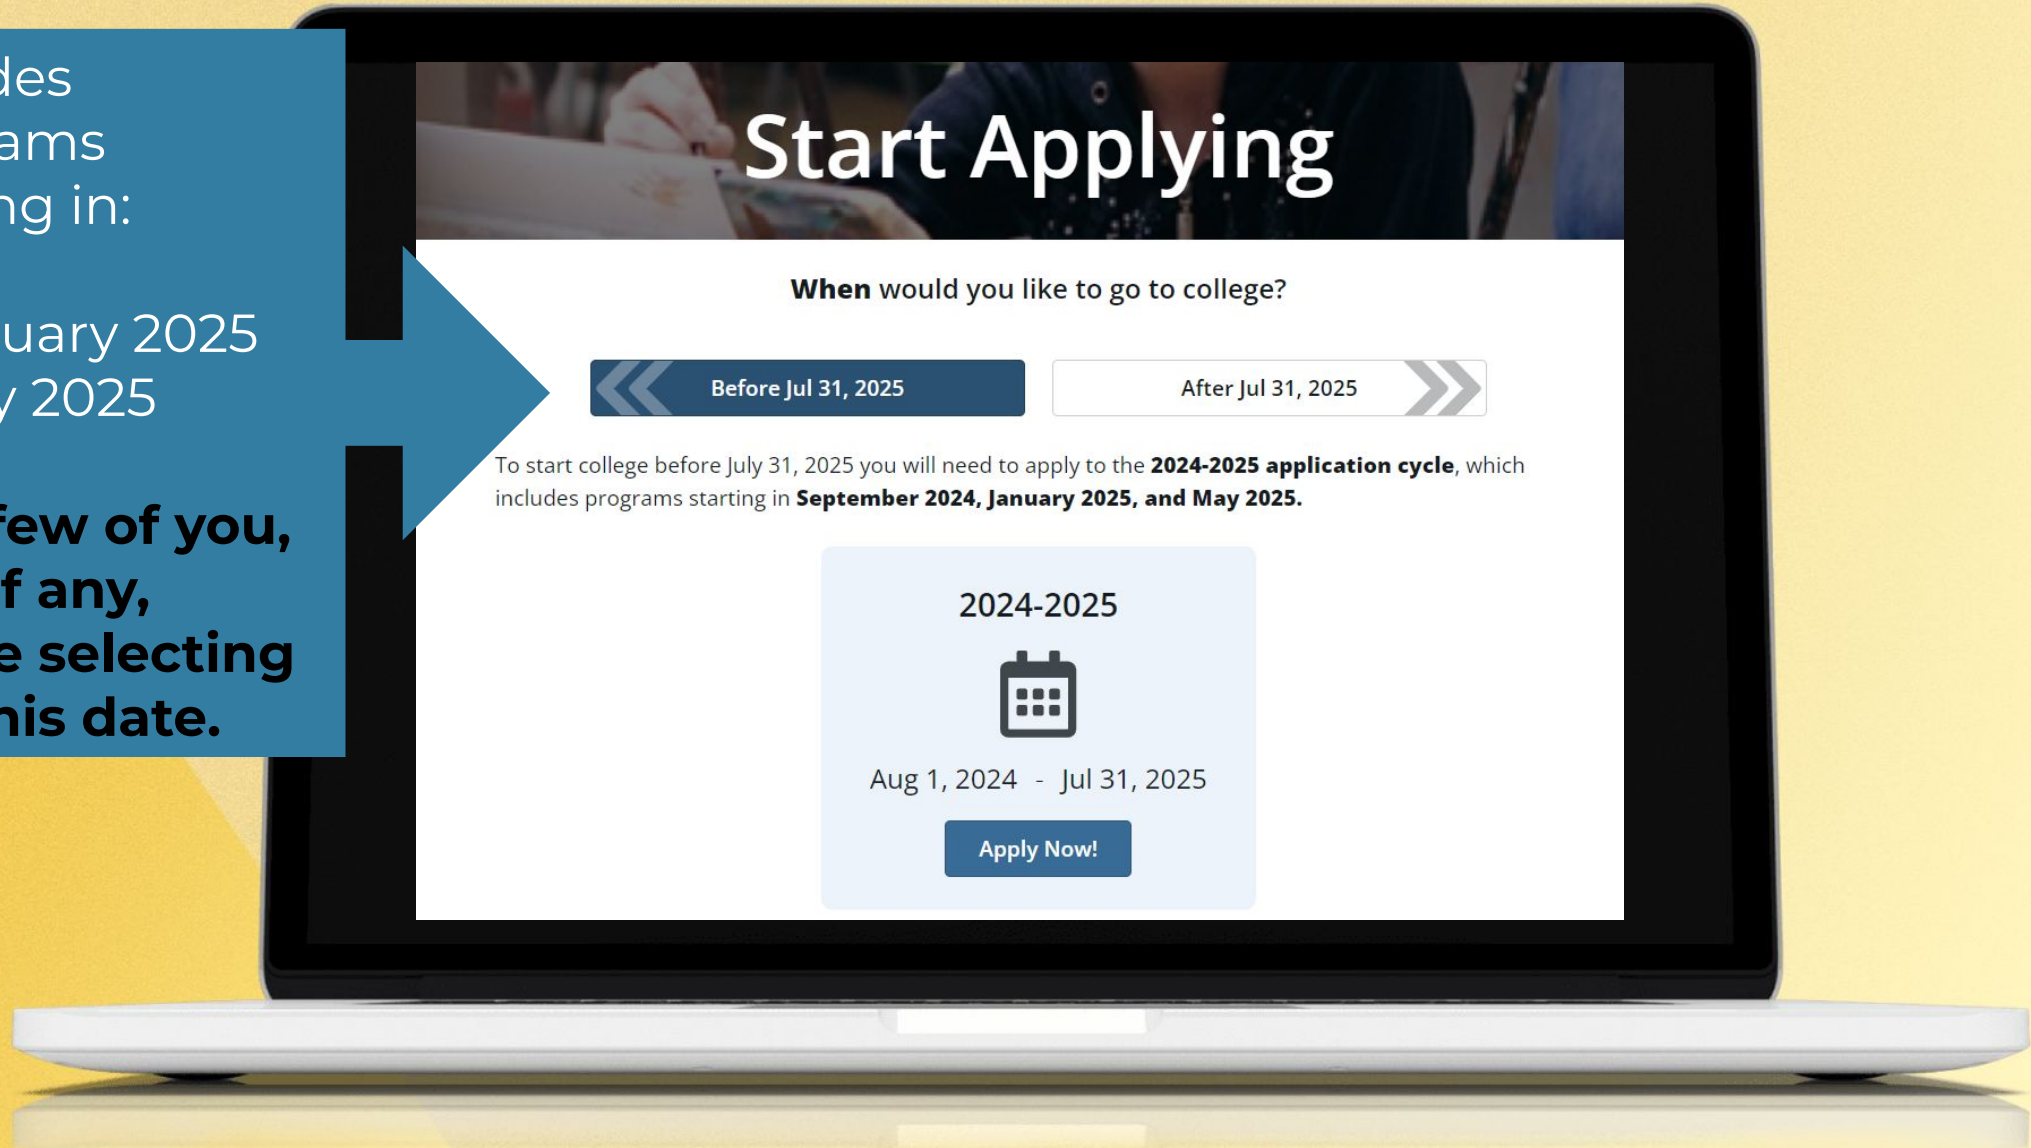 des
ams
ng in:
uary 2025
y 2025
few of you,
f any,
e selecting
his date.
Start Applying
When would you like to go to college?
Before Jul 31, 2025
After Jul 31, 2025
To start college before July 31, 2025 you will need to apply to the 2024-2025 application cycle, which
includes programs starting in September 2024, January 2025, and May 2025.
2024-2025
Aug 1, 2024 - Jul 31, 2025
Apply Now!